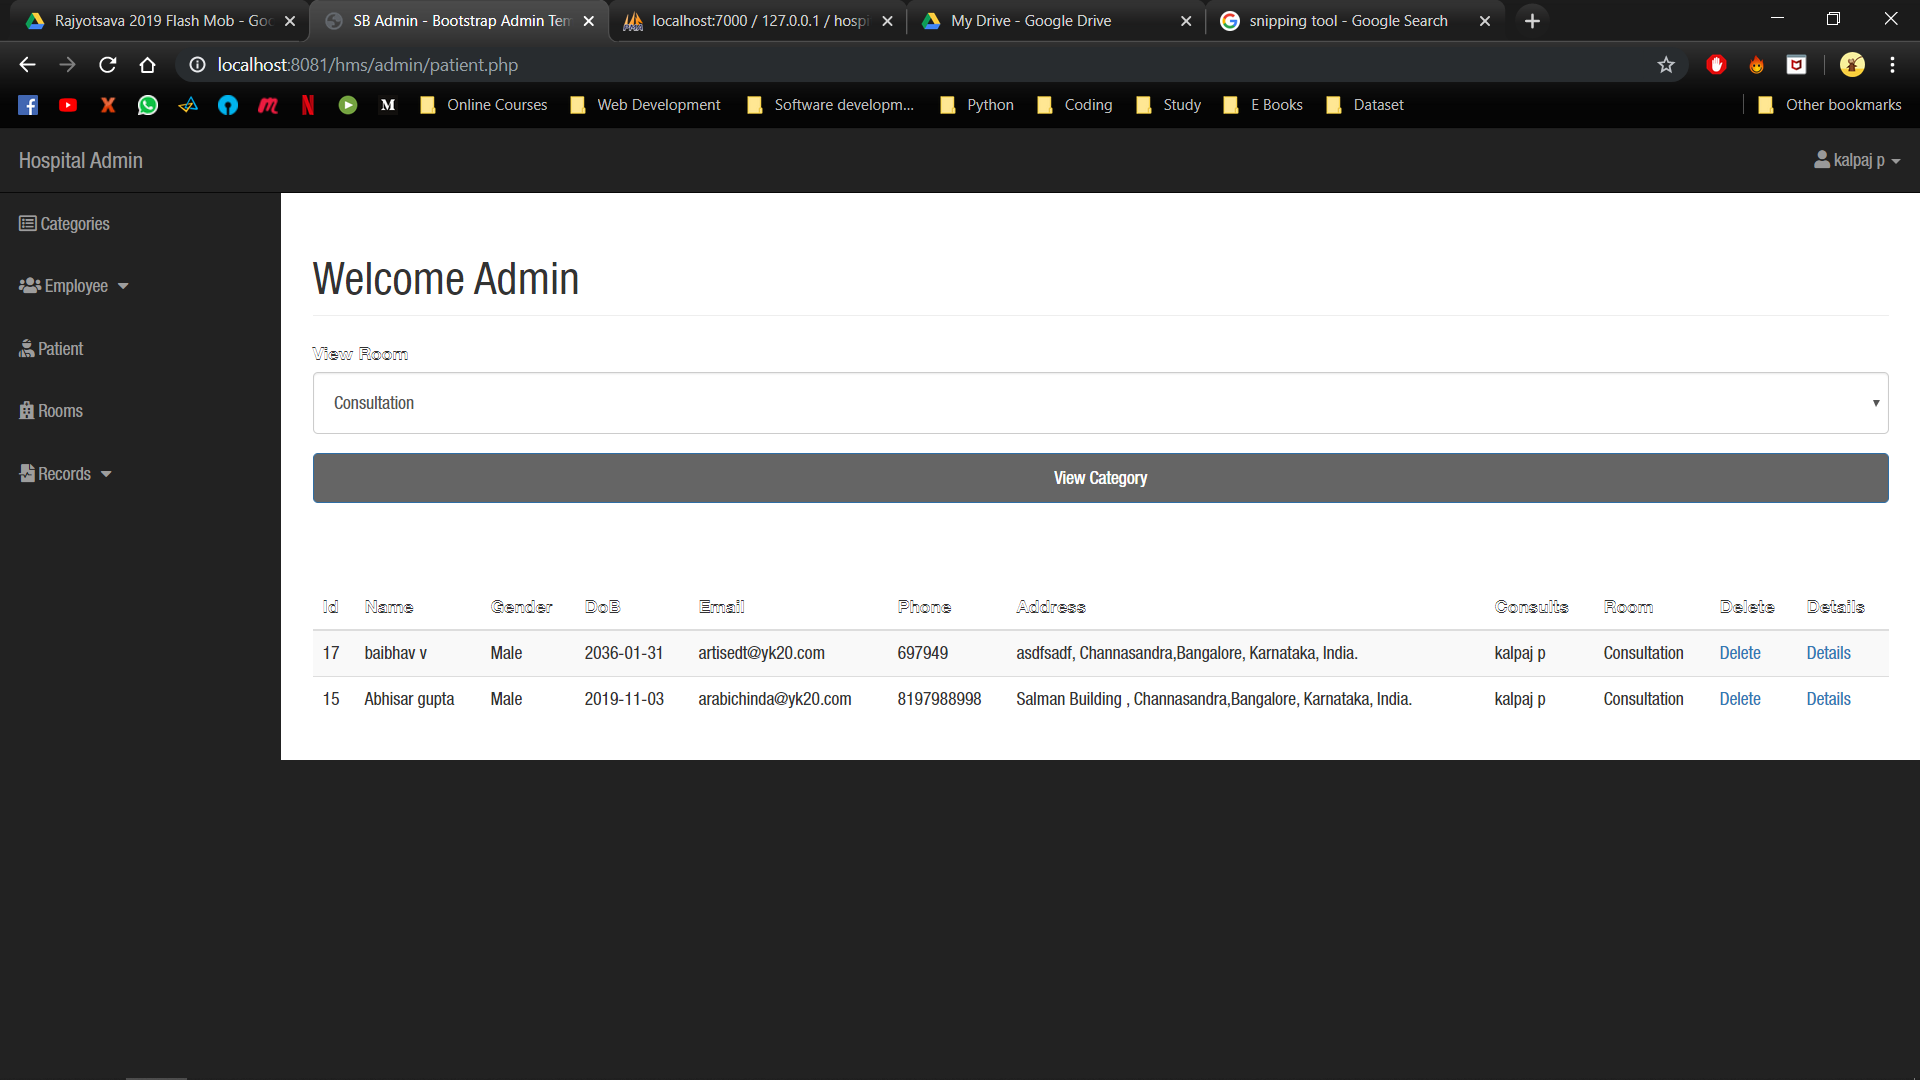 Rajyotsava 2019 Flash Mob - Goo
SB Admin - Bootstrap Admin Tem
localhost:7000 / 127.0.0.1 / hospi
My Drive - Google Drive
snipping tool - Google Search
localhost:8081/hms/admin/patient.php
Online Courses
Web Development
Software developm...
Python
Coding
Study
E Books
Dataset
Other bookmarks
Hospital Admin
kalpaj p
Categories
Employee
Patient
Rooms
Records
Welcome Admin
View Room
Consultation
View Category
Id Name Gender DoB Email Phone Address Consults Room Delete Details
17 baibhav v Male 2036-01-31 artisedt@yk20.com 697949 asdfsadf, Channasandra,Bangalore, Karnataka, India. kalpaj p Consultation Delete Details
15 Abhisar gupta Male 2019-11-03 arabichinda@yk20.com 8197988998 Salman Building , Channasandra,Bangalore, Karnataka, India. kalpaj p Consultation Delete Details